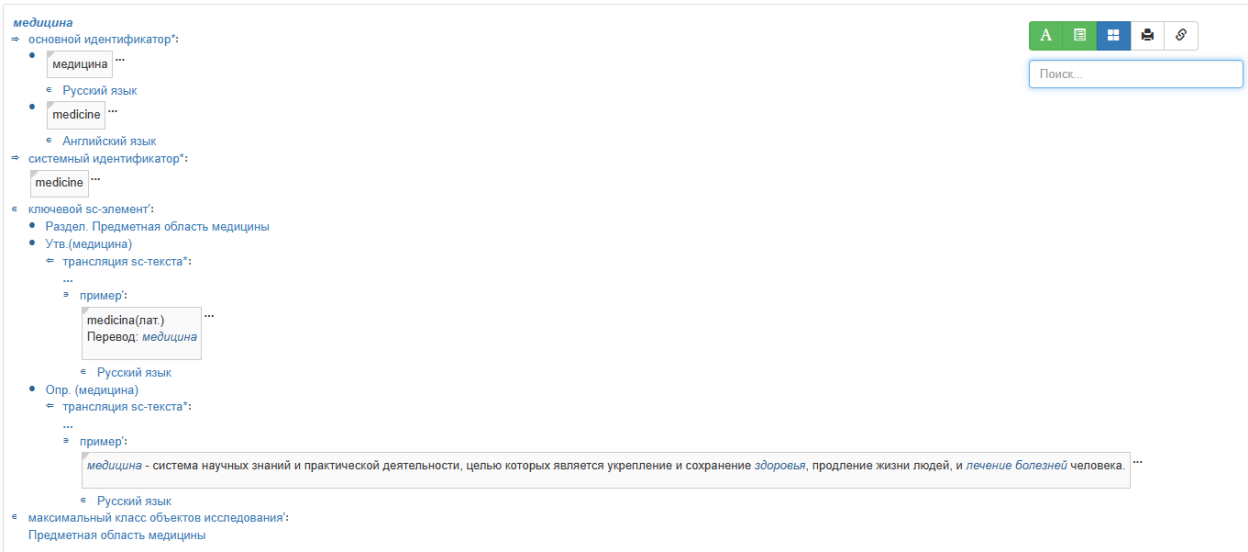 медицина
⇒ основной идентификатор*:
• медицина ...
∊ Русский язык
• medicine ...
∊ Английский язык
⇒ системный идентификатор*:
medicine ...
∊ ключевой sc-элемент':
• Раздел. Предметная область медицины
• Утв.(медицина)
⇐ трансляция sc-текста*:
...
∍ пример':
medicina(лат.) ...
Перевод: медицина
∊ Русский язык
• Опр. (медицина)
⇐ трансляция sc-текста*:
...
∍ пример':
медицина - система научных знаний и практической деятельности, целью которых является укрепление и сохранение здоровья, продление жизни людей, и лечение болезней человека. ...
∊ Русский язык
∊ максимальный класс объектов исследования':
Предметная область медицины
A
Поиск...